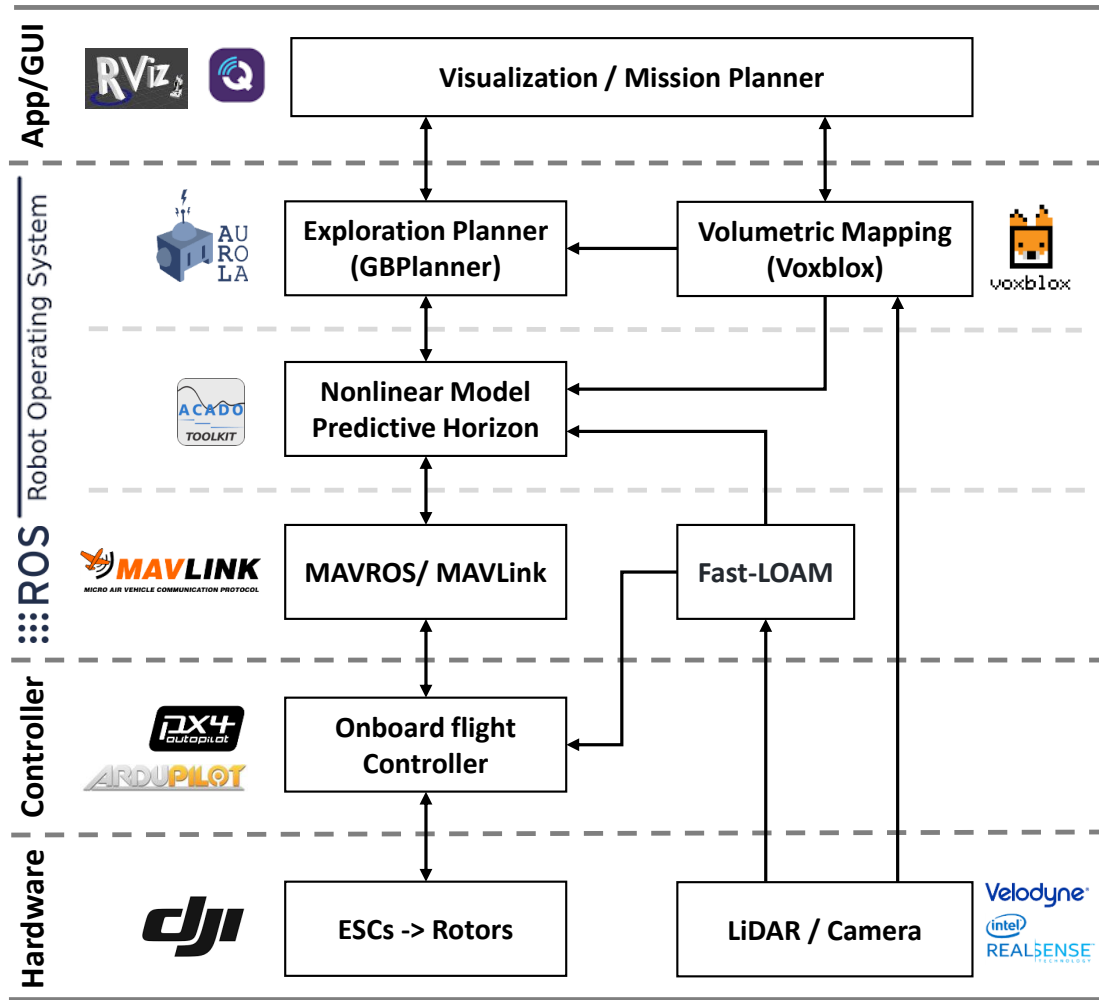 App/GUI
RViz
Visualization / Mission Planner
ROS Robot Operating System
AU
RO
LA
Exploration Planner
(GBPlanner)
Volumetric Mapping
(Voxblox)
voxblox
ACADO
TOOLKIT
Nonlinear Model
Predictive Horizon
MAVLINK
MICRO AIR VEHICLE COMMUNICATION PROTOCOL
MAVROS/ MAVLink
Fast-LOAM
Controller
px4
autopilot
ARDUPILOT
Onboard flight
Controller
Hardware
dji
ESCs -> Rotors
LiDAR / Camera
Velodyne
intel
REALSENSE
TECHNOLOGY